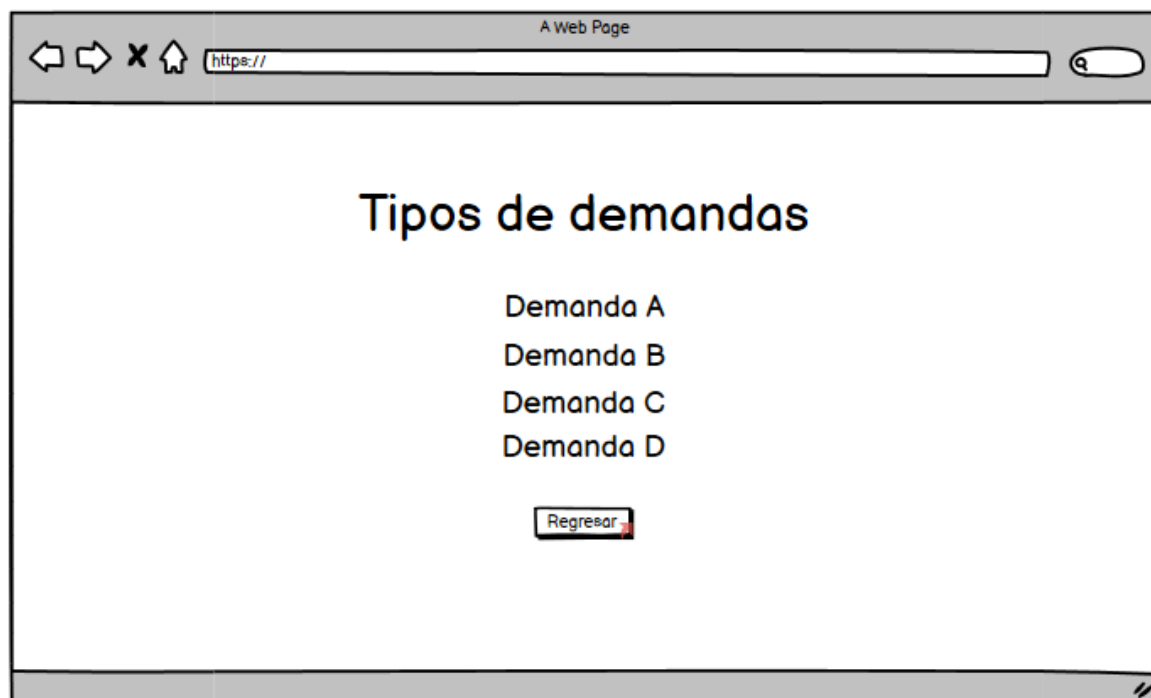 A Web Page
https://
Tipos de demandas
Demanda A
Demanda B
Demanda C
Demanda D
Regresar